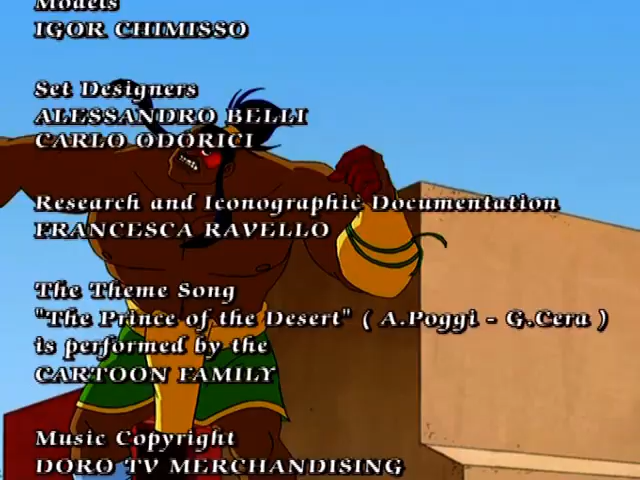 Models
IGOR CHIMISSO
Set Designers
ALESSANDRO BELLI
CARLO ODORICI
Research and Iconographic Documentation
FRANCESCA RAVELLO
The Theme Song
"The Prince of the Desert" ( A.Poggi - G.Cera )
is performed by the
CARTOON FAMILY
Music Copyright
DORO TV MERCHANDISING